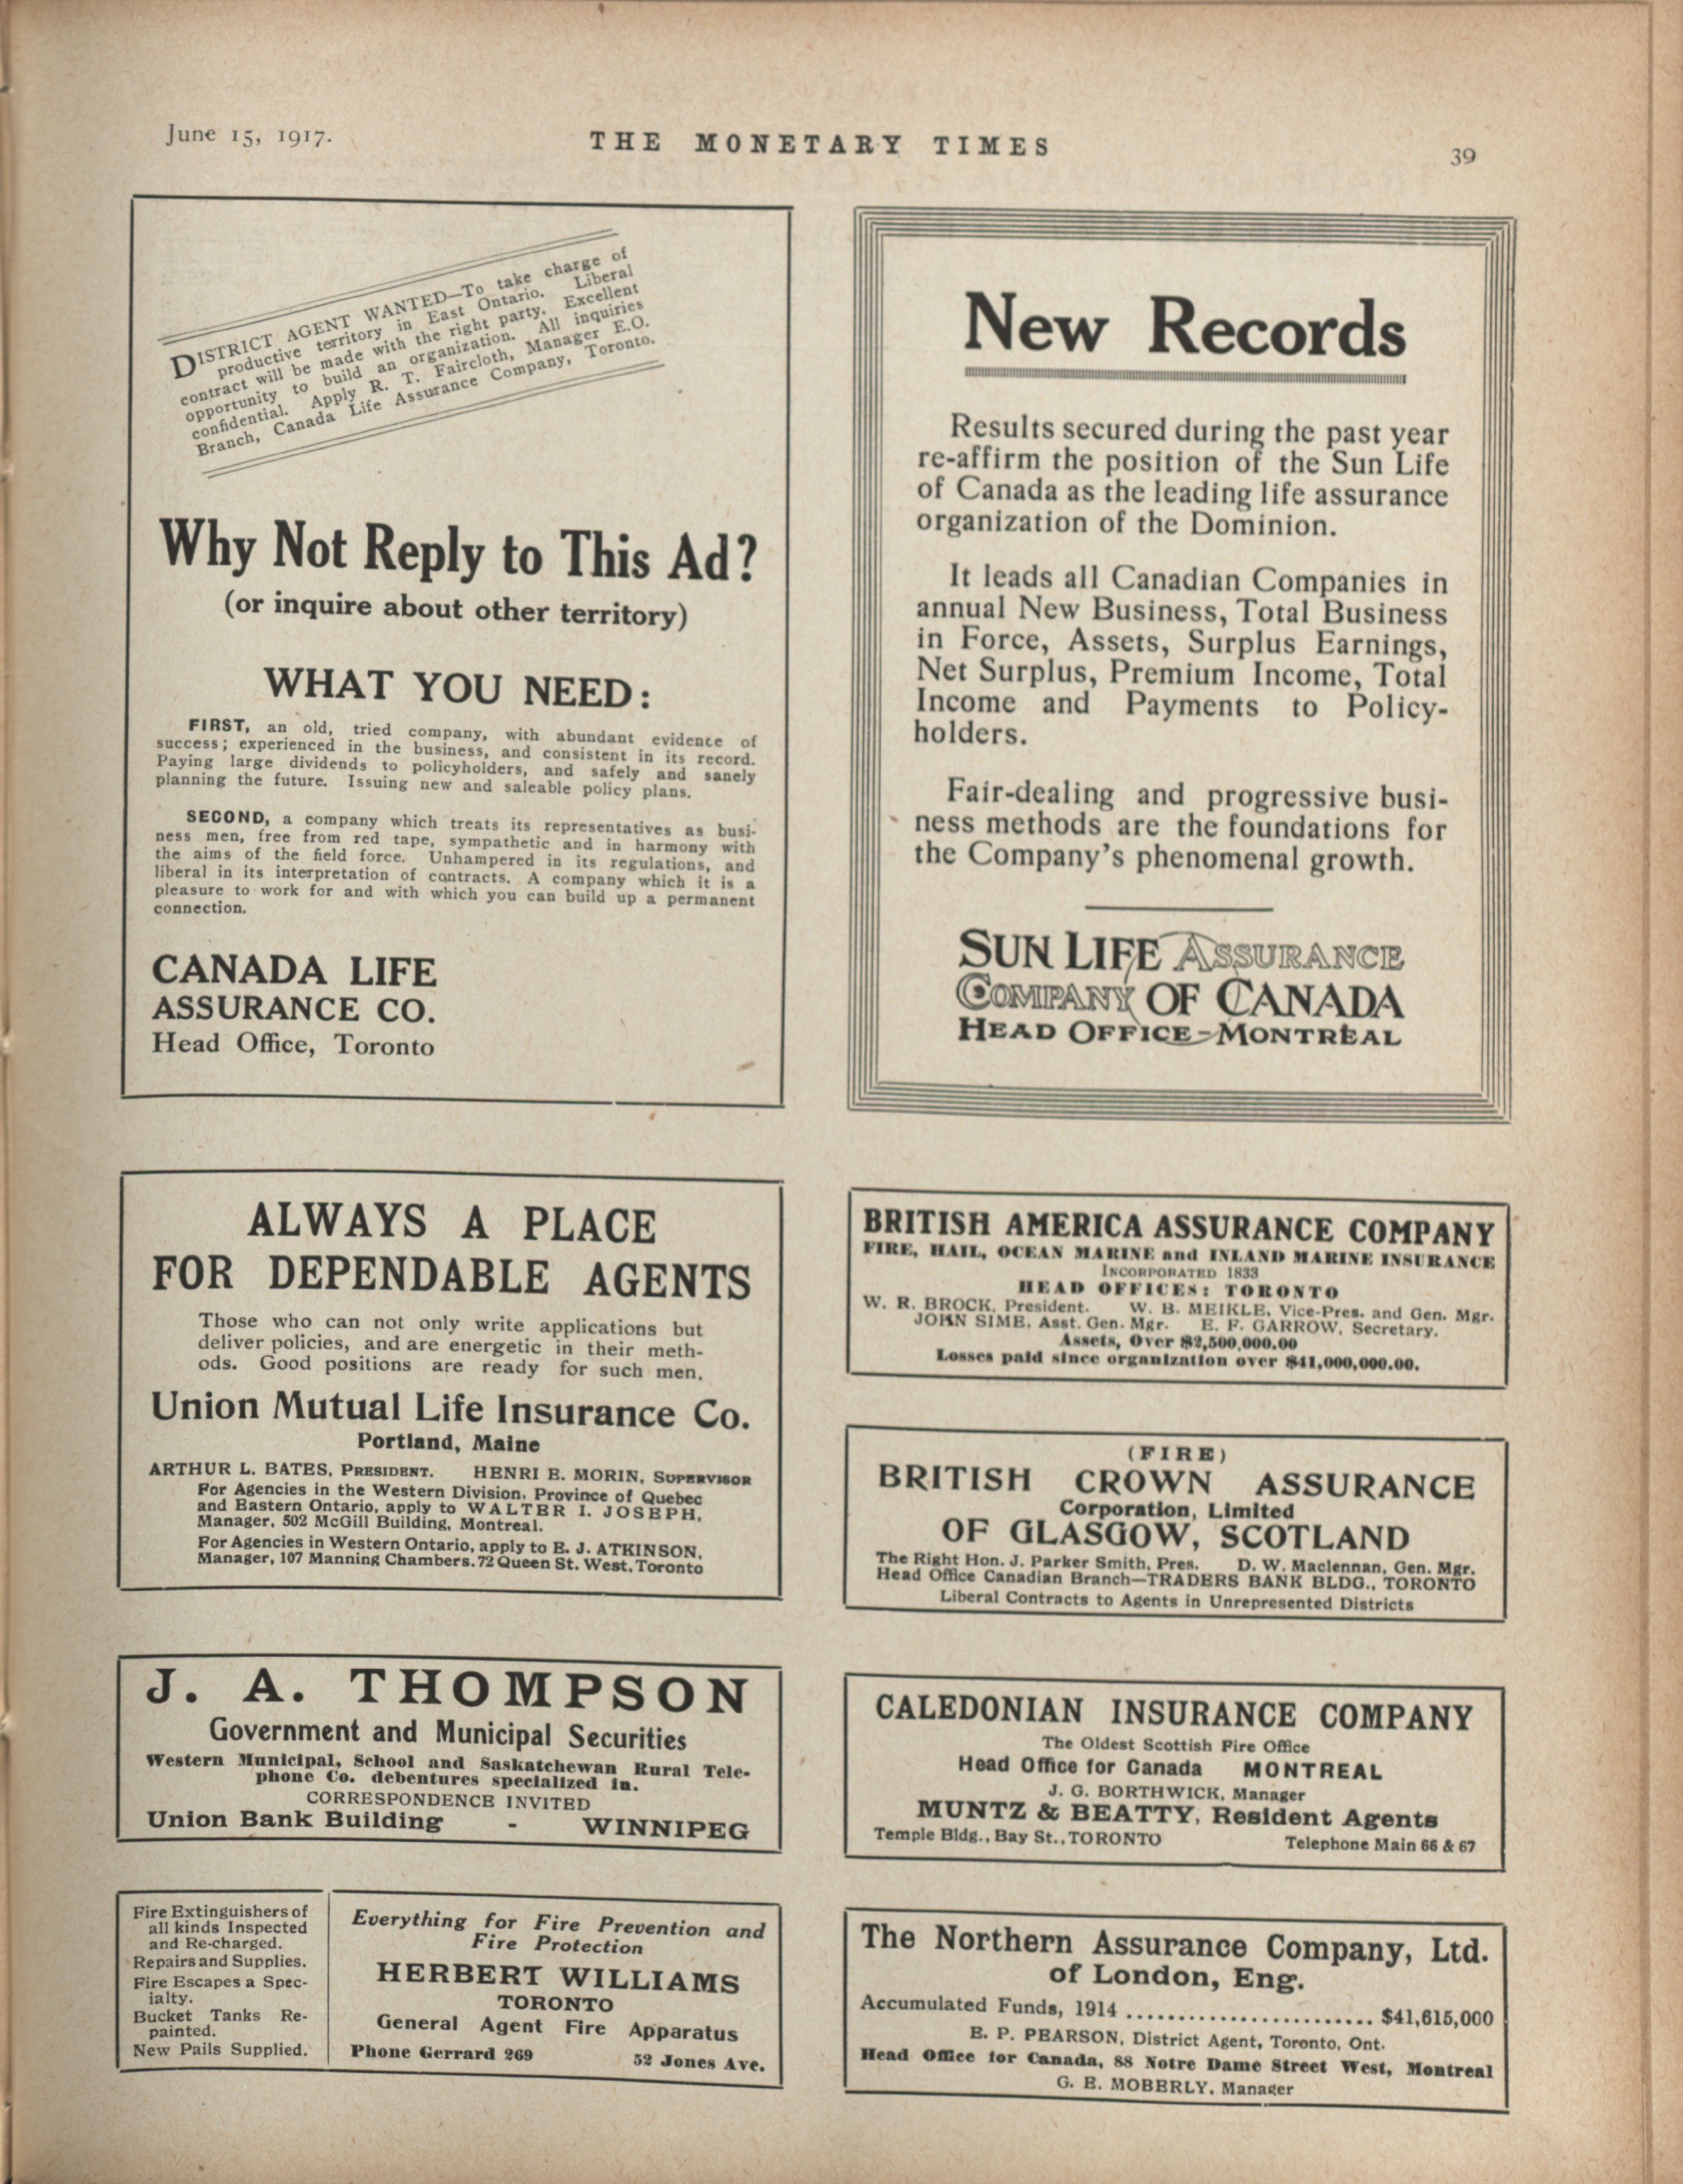 June 15, 1917.
THE MONETARY TIMES
39
DISTRICT AGENT WANTED—To take charge of
productive territory in East Ontario. Liberal
contract will be made with the right party. Excellent
opportunity to build an organization. All inquiries
confidential. Apply R. T. Faircloth, Manager E.O.
Branch, Canada Life Assurance Company, Toronto.
Why Not Reply to This Ad?
(or inquire about other territory)
WHAT YOU NEED:
FIRST, an old, tried company, with abundant evidence of
success; experienced in the business, and consistent in its record.
Paying large dividends to policyholders, and safely and sanely
planning the future. Issuing new and saleable policy plans.
SECOND, a company which treats its representatives as busi-
ness men, free from red tape, sympathetic and in harmony with
the aims of the field force. Unhampered in its regulations, and
liberal in its interpretation of contracts. A company which it is a
pleasure to work for and with which you can build up a permanent
connection.
CANADA LIFE
ASSURANCE CO.
Head Office, Toronto
New Records
Results secured during the past year
re-affirm the position of the Sun Life
of Canada as the leading life assurance
organization of the Dominion.
It leads all Canadian Companies in
annual New Business, Total Business
in Force, Assets, Surplus Earnings,
Net Surplus, Premium Income, Total
Income and Payments to Policy-
holders.
Fair-dealing and progressive busi-
ness methods are the foundations for
the Company's phenomenal growth.
SUN LIFE ASSURANCE
COMPANY OF CANADA
HEAD OFFICE-MONTREAL
ALWAYS A PLACE
FOR DEPENDABLE AGENTS
Those who can not only write applications but
deliver policies, and are energetic in their meth-
ods. Good positions are ready for such men.
Union Mutual Life Insurance Co.
Portland, Maine
ARTHUR L. BATES, PRESIDENT. HENRI E. MORIN, SUPERVISOR
For Agencies in the Western Division, Province of Quebec
and Eastern Ontario, apply to WALTER I. JOSEPH,
Manager, 502 McGill Building, Montreal.
For Agencies in Western Ontario, apply to E. J. ATKINSON,
Manager, 107 Manning Chambers, 72 Queen St. West, Toronto
BRITISH AMERICA ASSURANCE COMPANY
FIRE, HAIL, OCEAN MARINE and INLAND MARINE INSURANCE
INCORPORATED 1833
HEAD OFFICES: TORONTO
W. R. BROCK, President. W. B. MEIKLE, Vice-Pres. and Gen. Mgr.
JOHN SIME, Asst. Gen. Mgr. E. F. GARROW, Secretary.
Assets, Over $2,500,000.00
Losses paid since organization over $41,000,000.00.
(FIRE)
BRITISH CROWN ASSURANCE
Corporation, Limited
OF GLASGOW, SCOTLAND
The Right Hon. J. Parker Smith, Pres. D. W. Maclennan, Gen. Mgr.
Head Office Canadian Branch—TRADERS BANK BLDG., TORONTO
Liberal Contracts to Agents in Unrepresented Districts
J. A. THOMPSON
Government and Municipal Securities
Western Municipal, School and Saskatchewan Rural Tele-
phone Co. debentures specialized in.
CORRESPONDENCE INVITED
Union Bank Building - WINNIPEG
CALEDONIAN INSURANCE COMPANY
The Oldest Scottish Fire Office
Head Office for Canada MONTREAL
J. G. BORTHWICK, Manager
MUNTZ & BEATTY, Resident Agents
Temple Bldg., Bay St., TORONTO Telephone Main 66 & 67
Fire Extinguishers of
all kinds Inspected
and Re-charged.
Repairs and Supplies.
Fire Escapes a Spec-
ialty.
Bucket Tanks Re-
painted.
New Pails Supplied.
Everything for Fire Prevention and
Fire Protection
HERBERT WILLIAMS
TORONTO
General Agent Fire Apparatus
Phone Gerrard 269 52 Jones Ave.
The Northern Assurance Company, Ltd.
of London, Eng.
Accumulated Funds, 1914 ........................ $41,615,000
E. P. PEARSON, District Agent, Toronto, Ont.
Head Office for Canada, 88 Notre Dame Street West, Montreal
G. E. MOBERLY, Manager